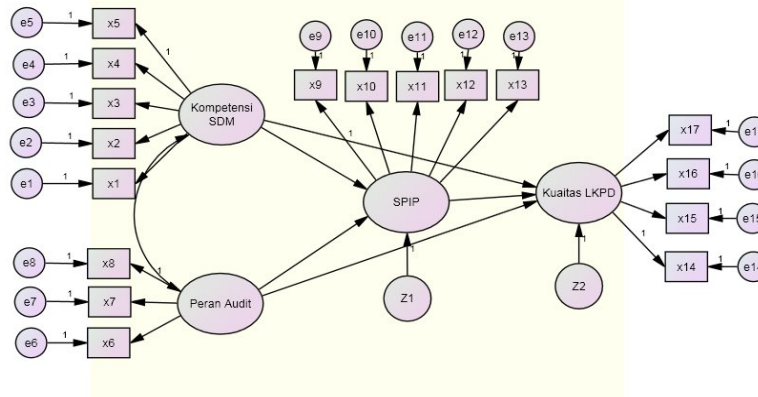 e5 1 x5
e4 1 x4
e3 1 x3
e2 1 x2
e1 1 x1
1
Kompetensi
SDM
e9 e10 e11 e12 e13
1 1 1 1 1
x9 x10 x11 x12 x13
1
SPIP
1
Z1
Kuaitas LKPD
1
Z2
x17 1
x16 1
x15 1
1 x14 1
e8 1 x8
e7 1 x7
e6 1 x6
1
Peran Audit